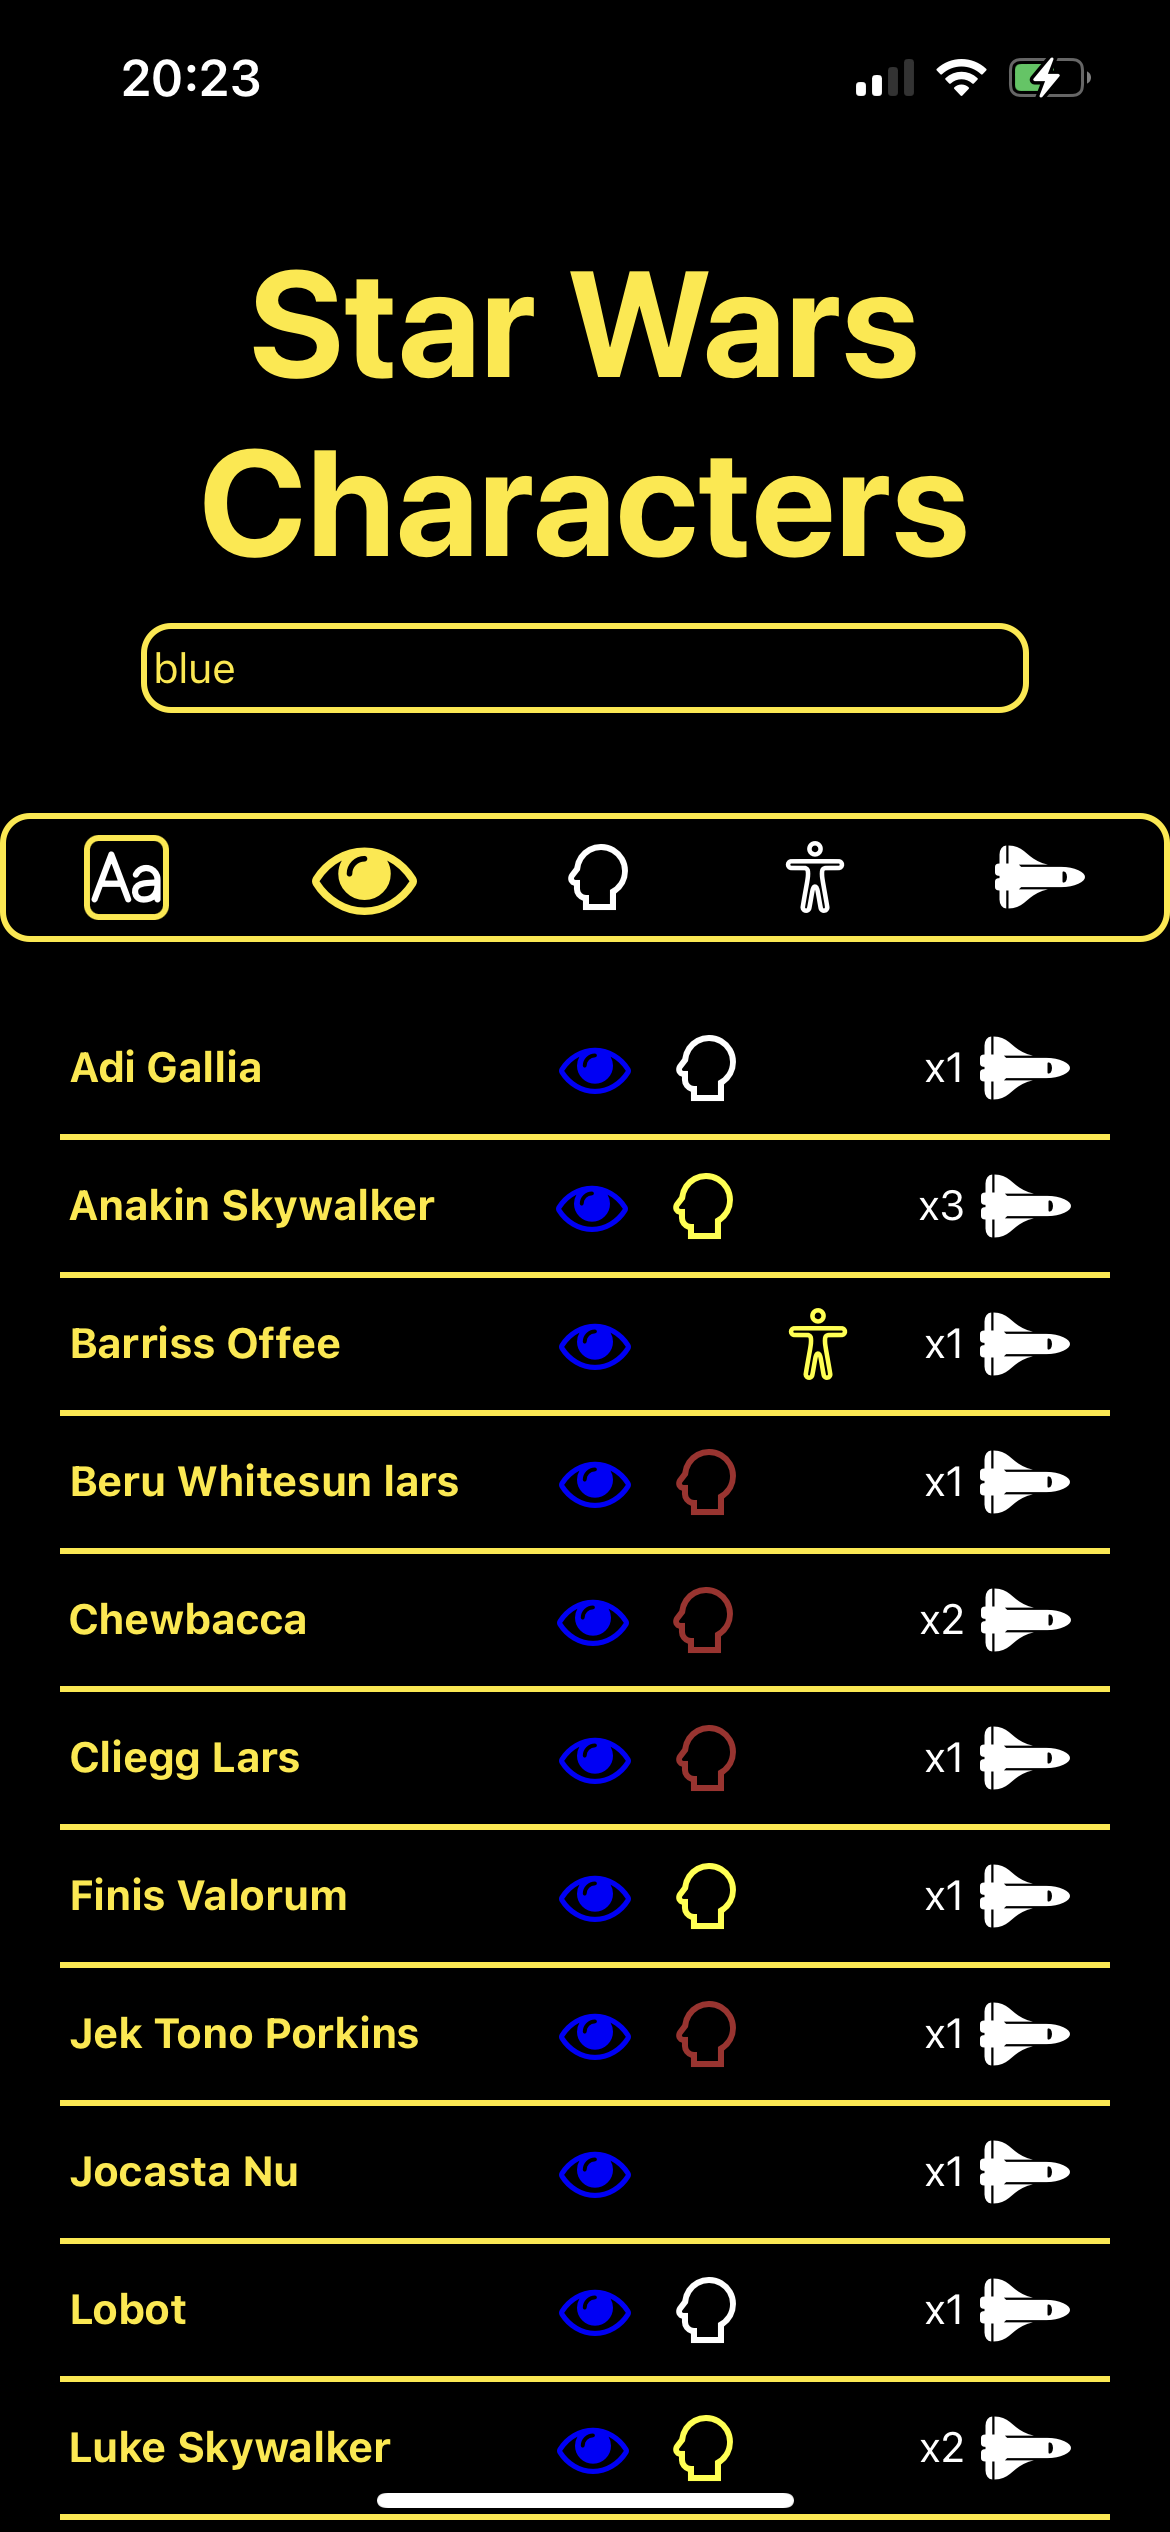 20:23
Star Wars
Characters
blue
Aa
Adi Gallia x1
Anakin Skywalker x3
Barriss Offee x1
Beru Whitesun lars x1
Chewbacca x2
Cliegg Lars x1
Finis Valorum x1
Jek Tono Porkins x1
Jocasta Nu x1
Lobot x1
Luke Skywalker x2